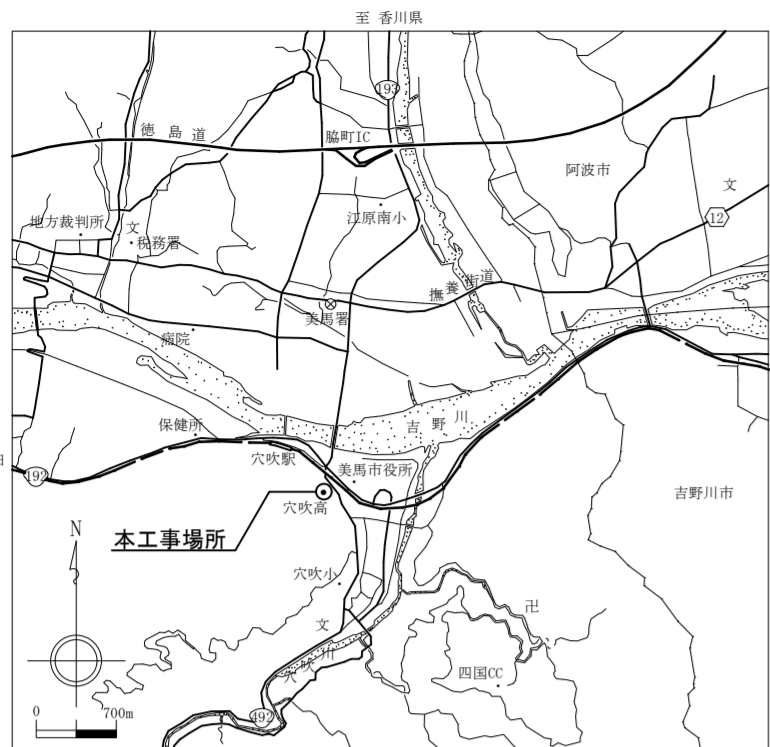 至 香川県
193
徳島道
脇町IC
阿波市
文
12
地方裁判所
文
税務署
江原南小
撫養街道
美馬署
病院
保健所
吉野川
穴吹駅
美馬市役所
192
吉野川市
穴吹高
本工事場所
N
穴吹小
文
卍
穴吹川
四国CC
492
0 700m